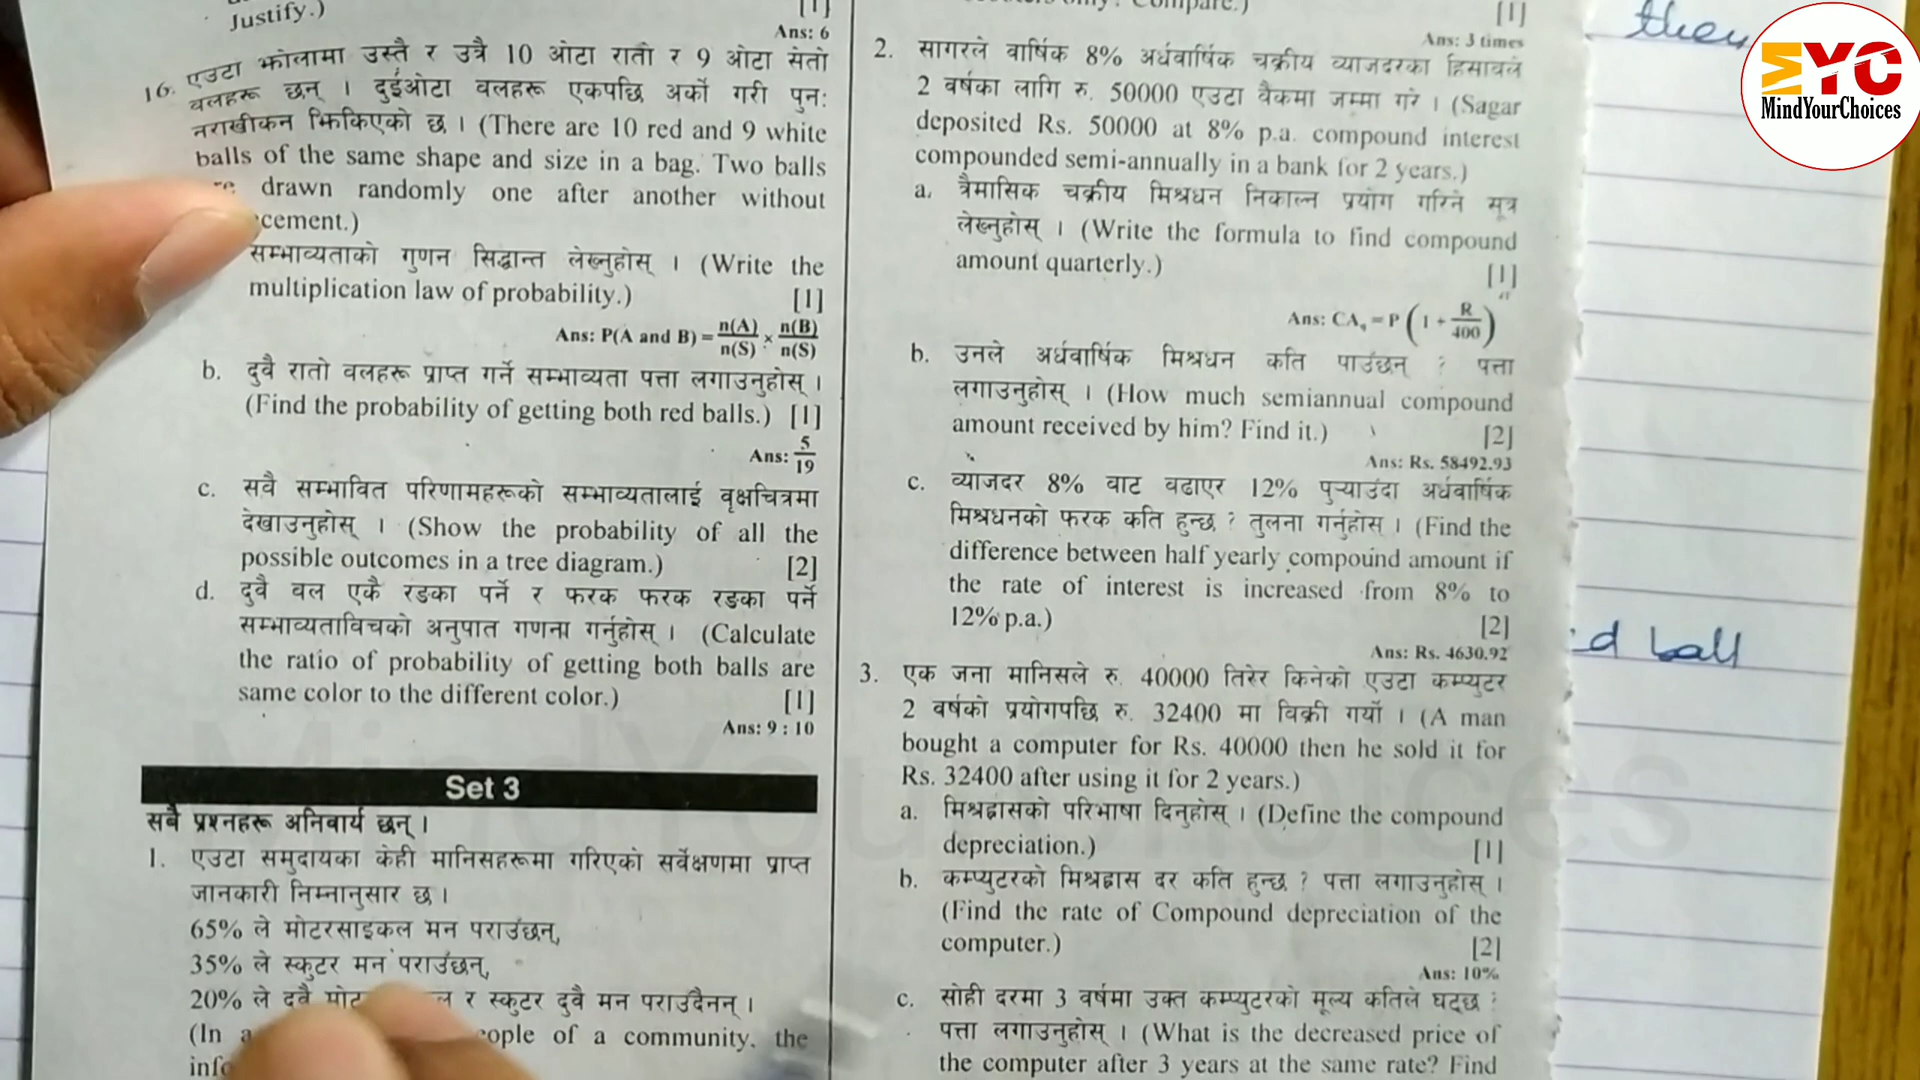 Justify.)
[1]
Ans: 6
16. एउटा झोलामा उस्तै र उत्रै 10 ओटा रातो र 9 ओटा सेतो
बलहरू छन् । दुईओटा बलहरू एकपछि अर्को गरी पुनः
नराखीकन झिकिएको छ । (There are 10 red and 9 white
balls of the same shape and size in a bag. Two balls
drawn randomly one after another without
cement.)
सम्भाव्यताको गुणन सिद्धान्त लेख्नुहोस् । (Write the
multiplication law of probability.) [1]
Ans: P(A and B) = n(A)/n(S) × n(B)/n(S)
b. दुवै रातो बलहरू प्राप्त गर्ने सम्भाव्यता पत्ता लगाउनुहोस् ।
(Find the probability of getting both red balls.) [1]
Ans: 5/19
c. सबै सम्भावित परिणामहरूको सम्भाव्यतालाई वृक्षचित्रमा
देखाउनुहोस् । (Show the probability of all the
possible outcomes in a tree diagram.) [2]
d. दुवै बल एकै रङका पर्ने र फरक फरक रङका पर्ने
सम्भाव्यताबिचको अनुपात गणना गर्नुहोस् । (Calculate
the ratio of probability of getting both balls are
same color to the different color.) [1]
Ans: 9 : 10
Set 3
सबै प्रश्नहरू अनिवार्य छन् ।
1. एउटा समुदायका केही मानिसहरूमा गरिएको सर्वेक्षणमा प्राप्त
जानकारी निम्नानुसार छ ।
65% ले मोटरसाइकल मन पराउँछन्,
35% ले स्कुटर मन पराउँछन्,
20% ले दुवै मोट ल र स्कुटर दुवै मन पराउदैनन् ।
(In a ople of a community, the
info
Compare.)
[1]
Ans: 3 times
2. सागरले वार्षिक 8% अर्धवार्षिक चक्रीय ब्याजदरका हिसाबले
2 वर्षका लागि रु. 50000 एउटा बैंकमा जम्मा गरे । (Sagar
deposited Rs. 50000 at 8% p.a. compound interest
compounded semi-annually in a bank for 2 years.)
a. त्रैमासिक चक्रीय मिश्रधन निकाल्न प्रयोग गरिने सूत्र
लेख्नुहोस् । (Write the formula to find compound
amount quarterly.) [1]
Ans: CAq = P (1 + R/400)
b. उनले अर्धवार्षिक मिश्रधन कति पाउँछन् ? पत्ता
लगाउनुहोस् । (How much semiannual compound
amount received by him? Find it.) [2]
Ans: Rs. 58492.93
c. ब्याजदर 8% बाट बढाएर 12% पुऱ्याउँदा अर्धवार्षिक
मिश्रधनको फरक कति हुन्छ ? तुलना गर्नुहोस् । (Find the
difference between half yearly compound amount if
the rate of interest is increased from 8% to
12% p.a.) [2]
Ans: Rs. 4630.92
3. एक जना मानिसले रु. 40000 तिरेर किनेको एउटा कम्प्युटर
2 वर्षको प्रयोगपछि रु. 32400 मा बिक्री गर्यो । (A man
bought a computer for Rs. 40000 then he sold it for
Rs. 32400 after using it for 2 years.)
a. मिश्रह्रासको परिभाषा दिनुहोस् । (Define the compound
depreciation.) [1]
b. कम्प्युटरको मिश्रह्रास दर कति हुन्छ ? पत्ता लगाउनुहोस् ।
(Find the rate of Compound depreciation of the
computer.) [2]
Ans: 10%
c. सोही दरमा 3 वर्षमा उक्त कम्प्युटरको मूल्य कतिले घट्छ ?
पत्ता लगाउनुहोस् । (What is the decreased price of
the computer after 3 years at the same rate? Find
then
d ball
MYC
MindYourChoices
MindYourChoices